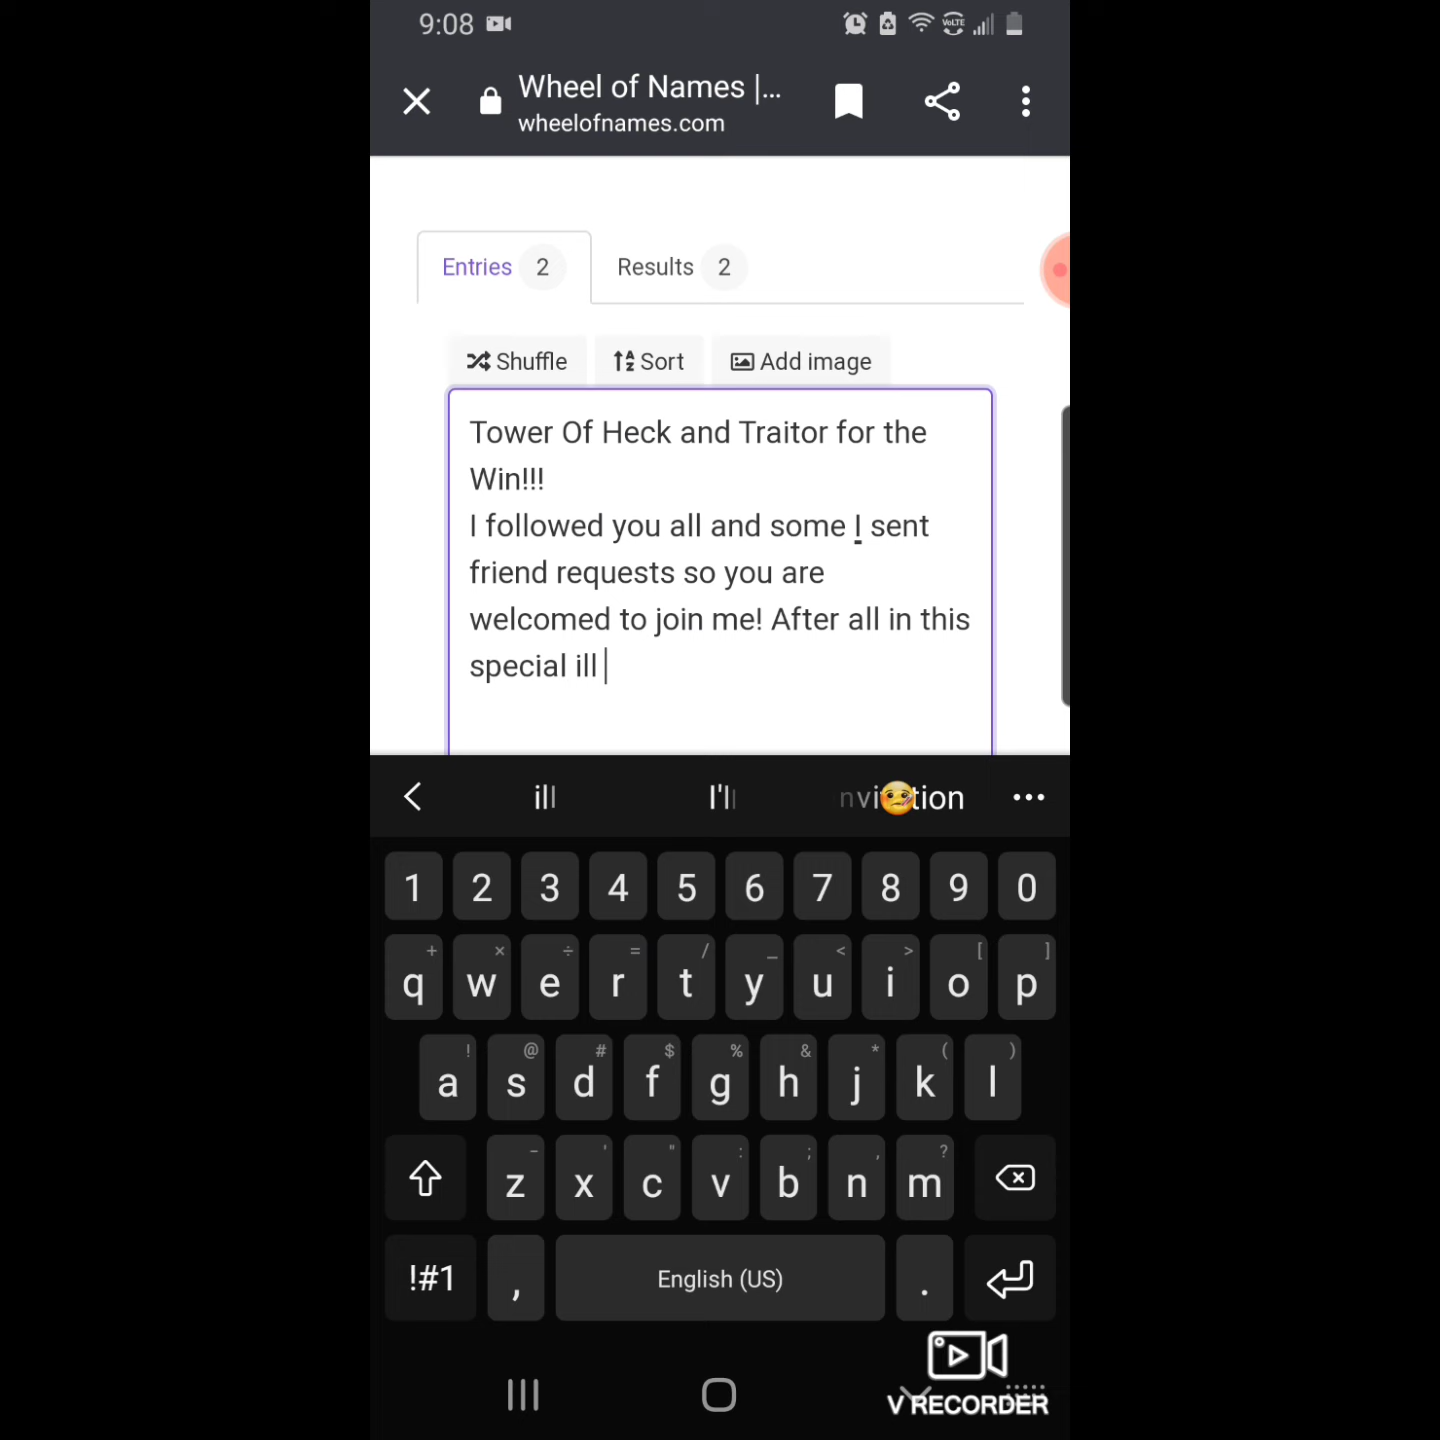 9:08
VoLTE
Wheel of Names |...
wheelofnames.com
Entries 2 Results 2
Shuffle Sort Add image
Tower Of Heck and Traitor for the
Win!!!
I followed you all and some I sent
friend requests so you are
welcomed to join me! After all in this
special ill
ill I'll
1 2 3 4 5 6 7 8 9 0
+ × ÷ = / _ < > [ ]
q w e r t y u i o p
! @ # $ % & * ( )
a s d f g h j k l
- ' " : ; , ?
z x c v b n m
!#1 , English (US) .
V RECORDER